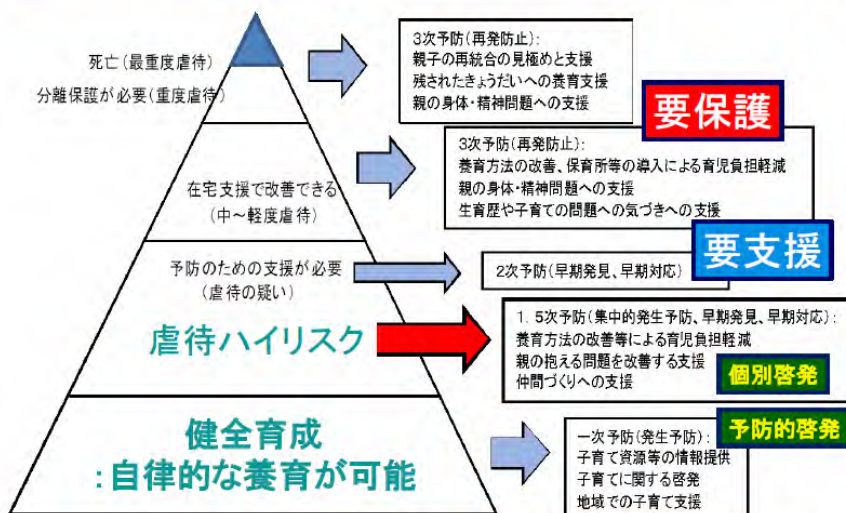 死亡(最重度虐待)
分離保護が必要(重度虐待)
3次予防(再発防止):
親子の再統合の見極めと支援
残されたきょうだいへの養育支援
親の身体・精神問題への支援
要保護
在宅支援で改善できる
(中～軽度虐待)
3次予防(再発防止):
養育方法の改善、保育所等の導入による育児負担軽減
親の身体・精神問題への支援
生育歴や子育ての問題への気づきへの支援
要支援
予防のための支援が必要
(虐待の疑い)
2次予防(早期発見、早期対応)
虐待ハイリスク
1.5次予防(集中的発生予防、早期発見、早期対応):
養育方法の改善等による育児負担軽減
親の抱える問題を改善する支援
仲間づくりへの支援
個別啓発
健全育成
:自律的な養育が可能
予防的啓発
一次予防(発生予防):
子育て資源等の情報提供
子育てに関する啓発
地域での子育て支援